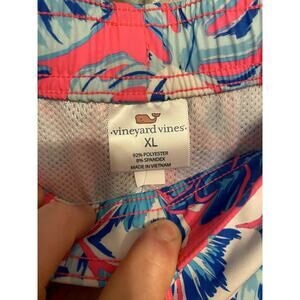 vineyard vines
XL
92% POLYESTER
8% SPANDEX
MADE IN VIETNAM